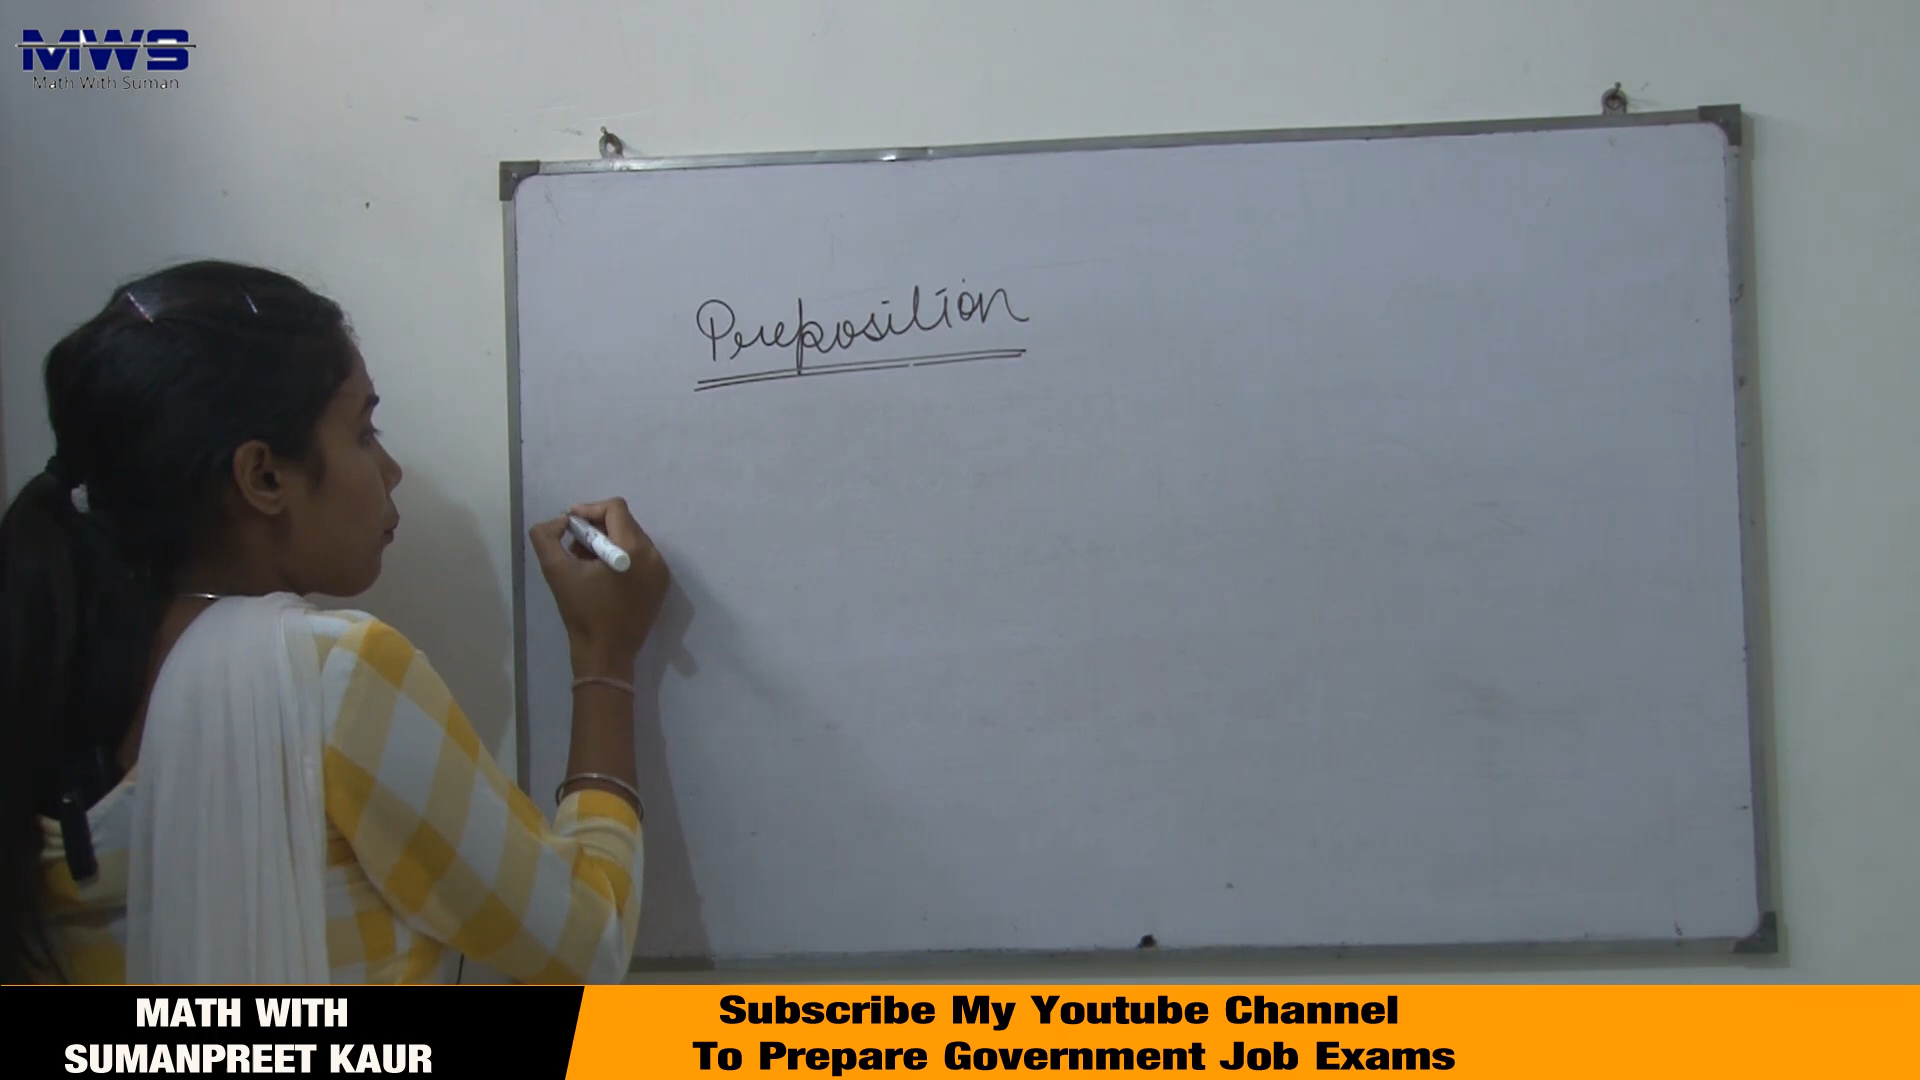 MWS
Math With Suman
Preposition
MATH WITH
SUMANPREET KAUR
Subscribe My Youtube Channel
To Prepare Government Job Exams